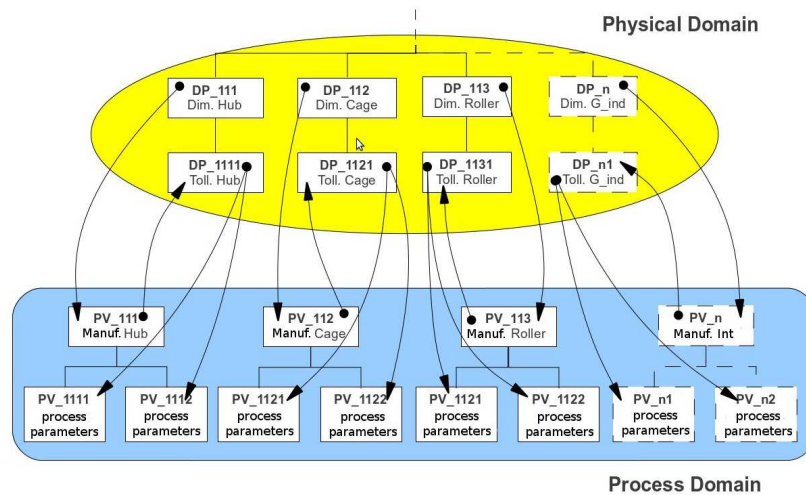 Physical Domain
DP_111
Dim. Hub
DP_112
Dim. Cage
DP_113
Dim. Roller
DP_n
Dim. G_ind
DP_1111
Toll. Hub
DP_1121
Toll. Cage
DP_1131
Toll. Roller
DP_n1
Toll. G_ind
PV_111
Manuf. Hub
PV_112
Manuf. Cage
PV_113
Manuf. Roller
PV_n
Manuf. Int
PV_1111
process
parameters
PV_1112
process
parameters
PV_1121
process
parameters
PV_1122
process
parameters
PV_1121
process
parameters
PV_1122
process
parameters
PV_n1
process
parameters
PV_n2
process
parameters
Process Domain